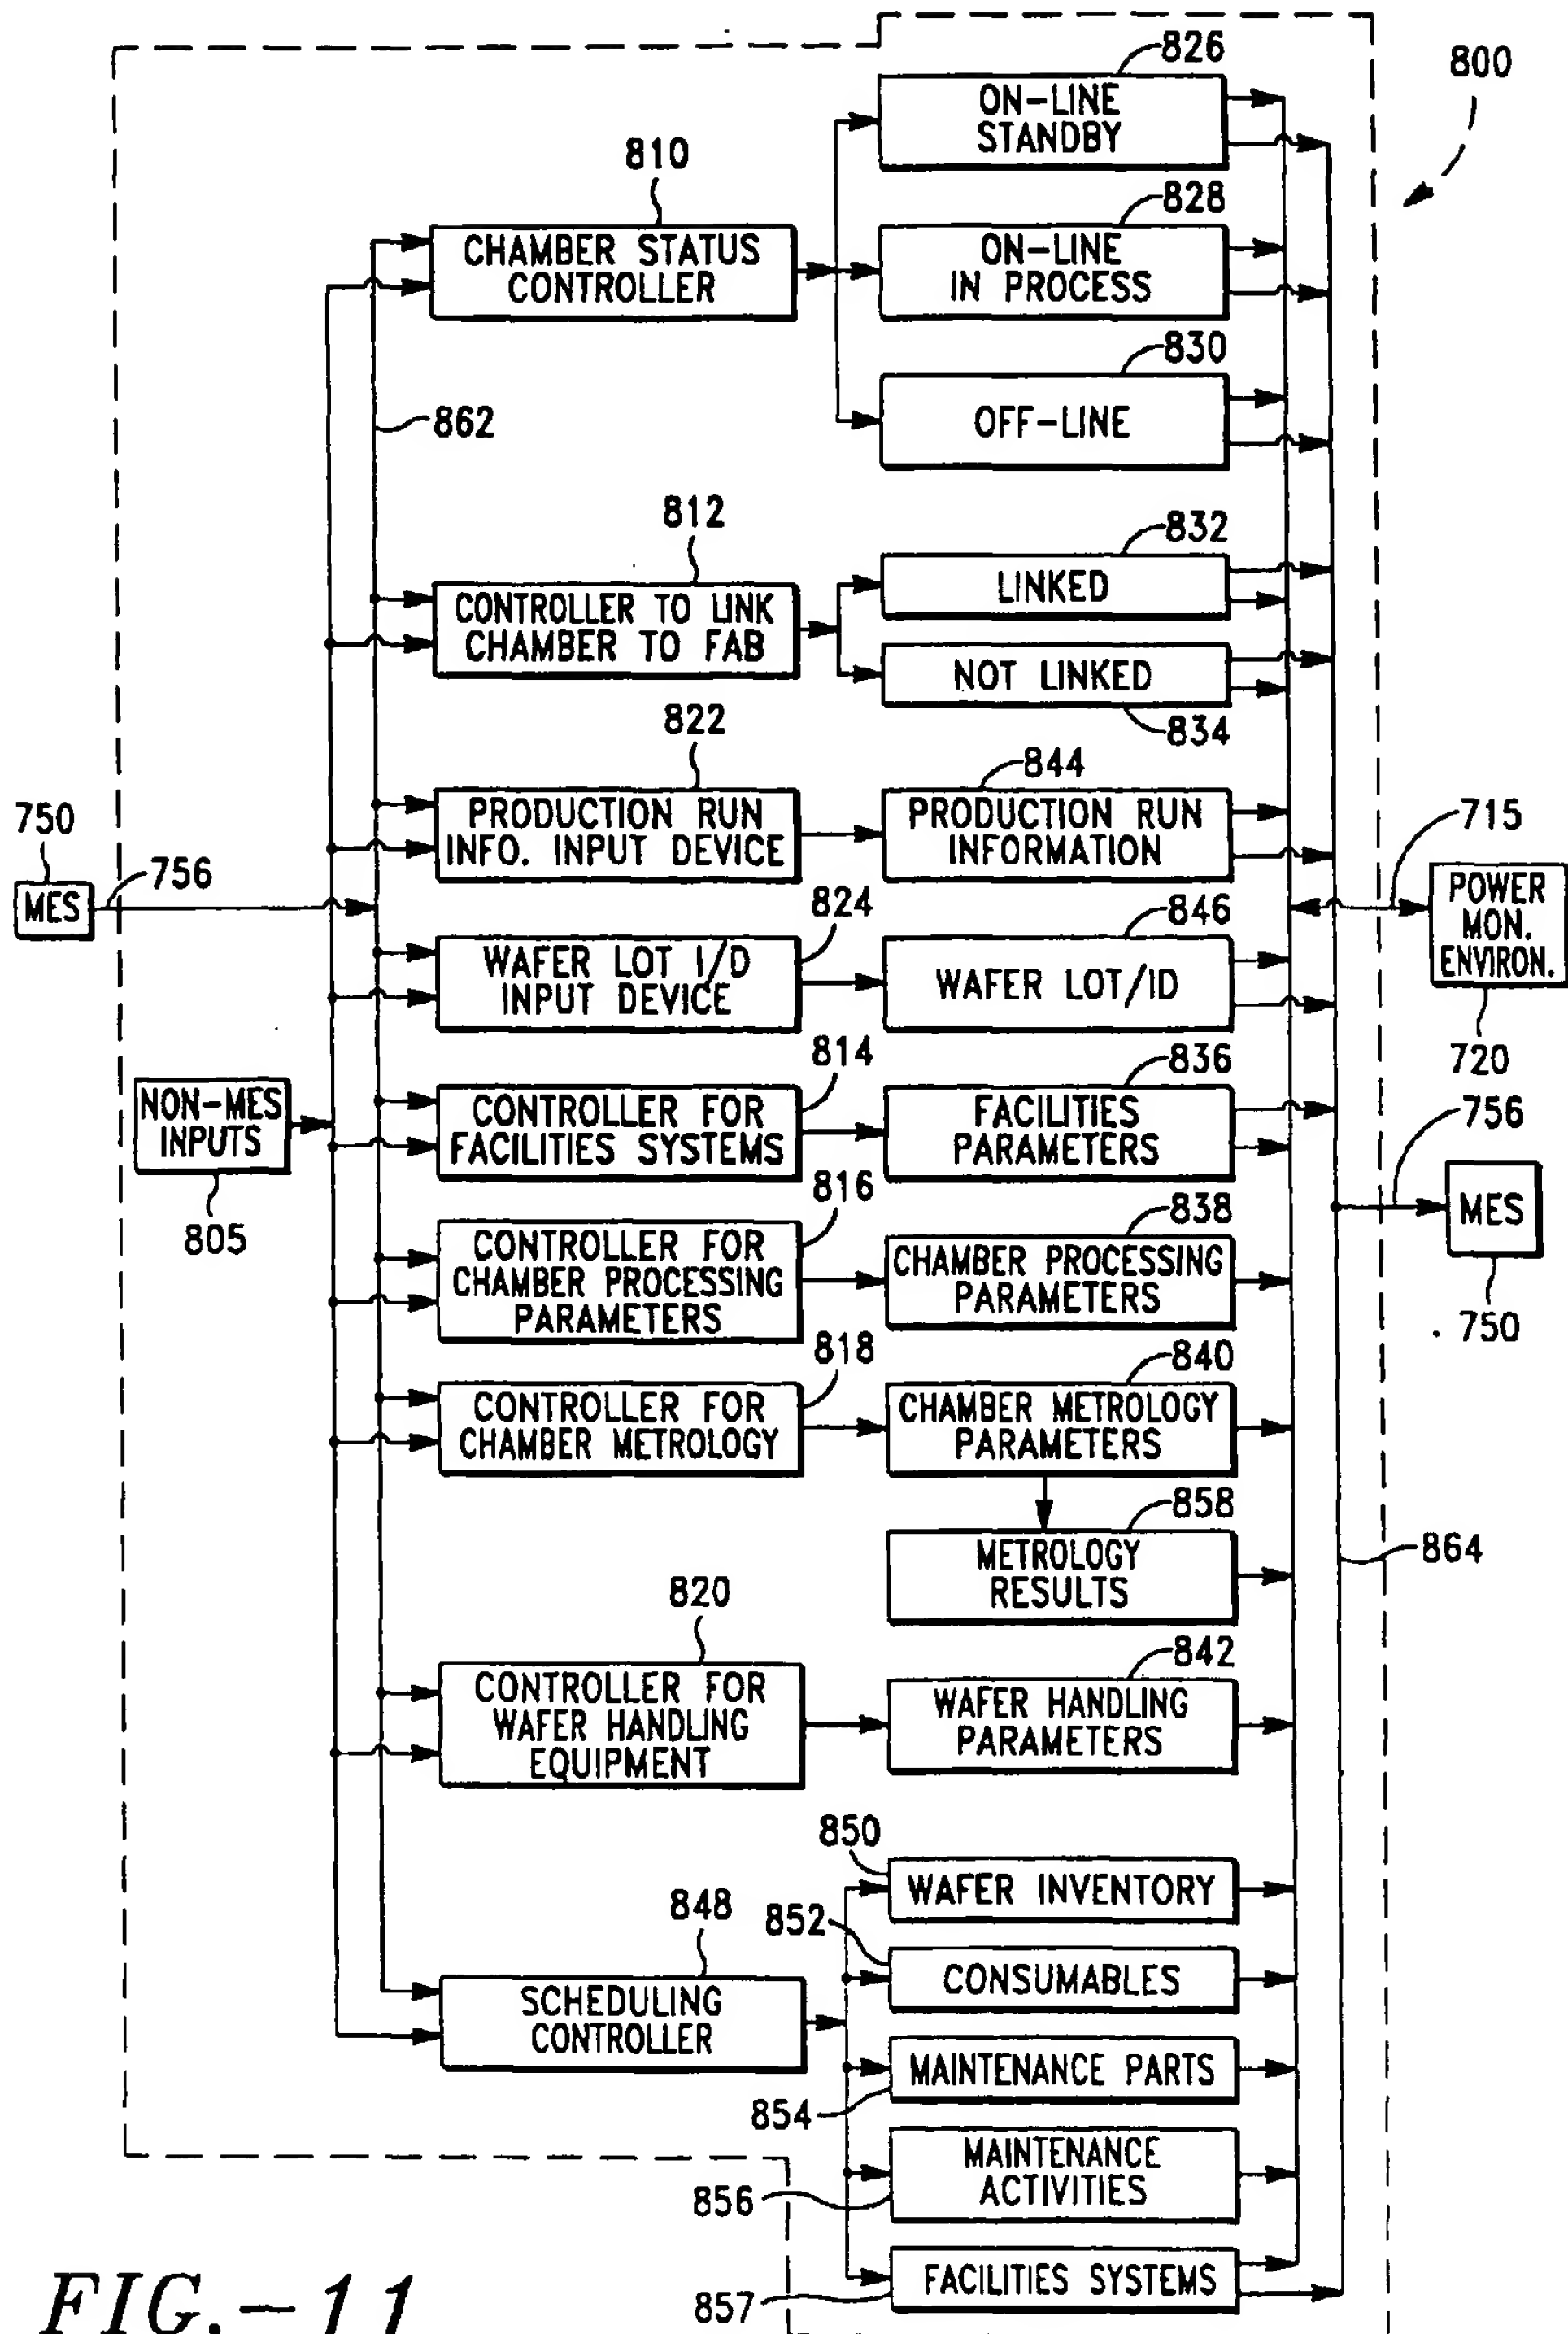 826
ON-LINE
STANDBY
800
810
CHAMBER STATUS
CONTROLLER
828
ON-LINE
IN PROCESS
830
OFF-LINE
862
812
CONTROLLER TO LINK
CHAMBER TO FAB
832
LINKED
NOT LINKED
834
822
PRODUCTION RUN
INFO. INPUT DEVICE
844
PRODUCTION RUN
INFORMATION
750
MES
756
715
POWER
MON.
ENVIRON.
720
824
WAFER LOT I/D
INPUT DEVICE
846
WAFER LOT/ID
NON-MES
INPUTS
805
814
CONTROLLER FOR
FACILITIES SYSTEMS
836
FACILITIES
PARAMETERS
756
MES
750
816
CONTROLLER FOR
CHAMBER PROCESSING
PARAMETERS
838
CHAMBER PROCESSING
PARAMETERS
818
CONTROLLER FOR
CHAMBER METROLOGY
840
CHAMBER METROLOGY
PARAMETERS
858
METROLOGY
RESULTS
864
820
CONTROLLER FOR
WAFER HANDLING
EQUIPMENT
842
WAFER HANDLING
PARAMETERS
848
SCHEDULING
CONTROLLER
850
WAFER INVENTORY
852
CONSUMABLES
MAINTENANCE PARTS
854
MAINTENANCE
ACTIVITIES
856
FACILITIES SYSTEMS
857
FIG.-11